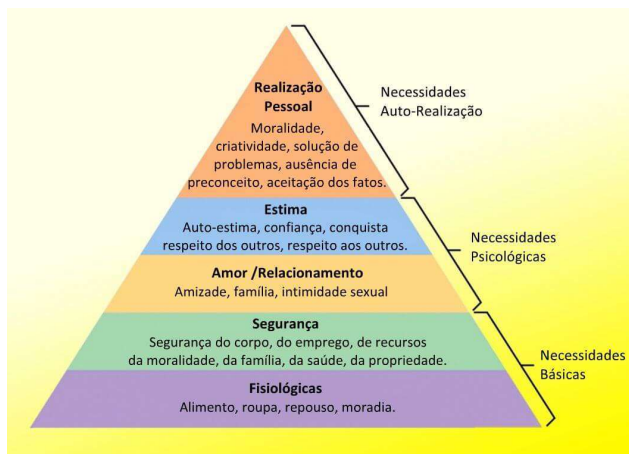 Realização
Pessoal
Moralidade,
criatividade, solução de
problemas, ausência de
preconceito, aceitação dos fatos.
Necessidades
Auto-Realização
Estima
Auto-estima, confiança, conquista
respeito dos outros, respeito aos outros.
Amor /Relacionamento
Amizade, família, intimidade sexual
Necessidades
Psicológicas
Segurança
Segurança do corpo, do emprego, de recursos
da moralidade, da família, da saúde, da propriedade.
Fisiológicas
Alimento, roupa, repouso, moradia.
Necessidades
Básicas